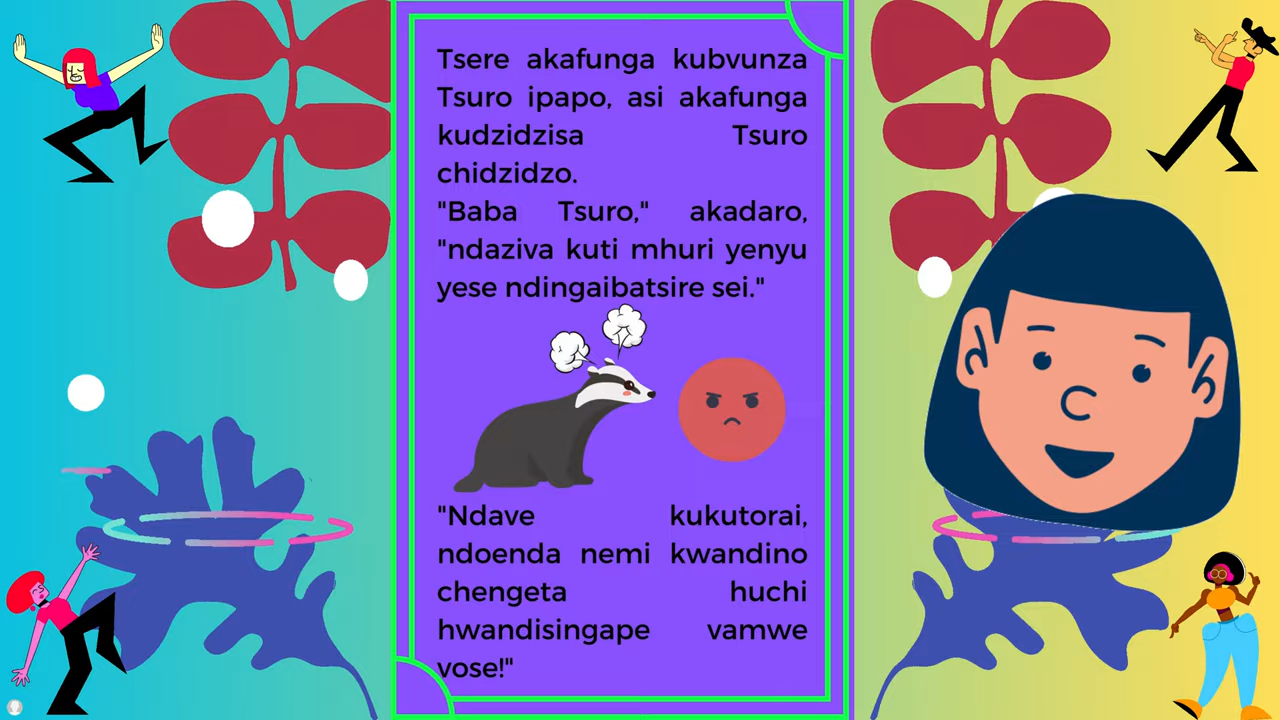 Tsere akafunga kubvunza
Tsuro ipapo, asi akafunga
kudzidzisa Tsuro
chidzidzo.
"Baba Tsuro," akadaro,
"ndaziva kuti mhuri yenyu
yese ndingaibatsire sei."
"Ndave kukutorai,
ndoenda nemi kwandino
chengeta huchi
hwandisingape vamwe
vose!"